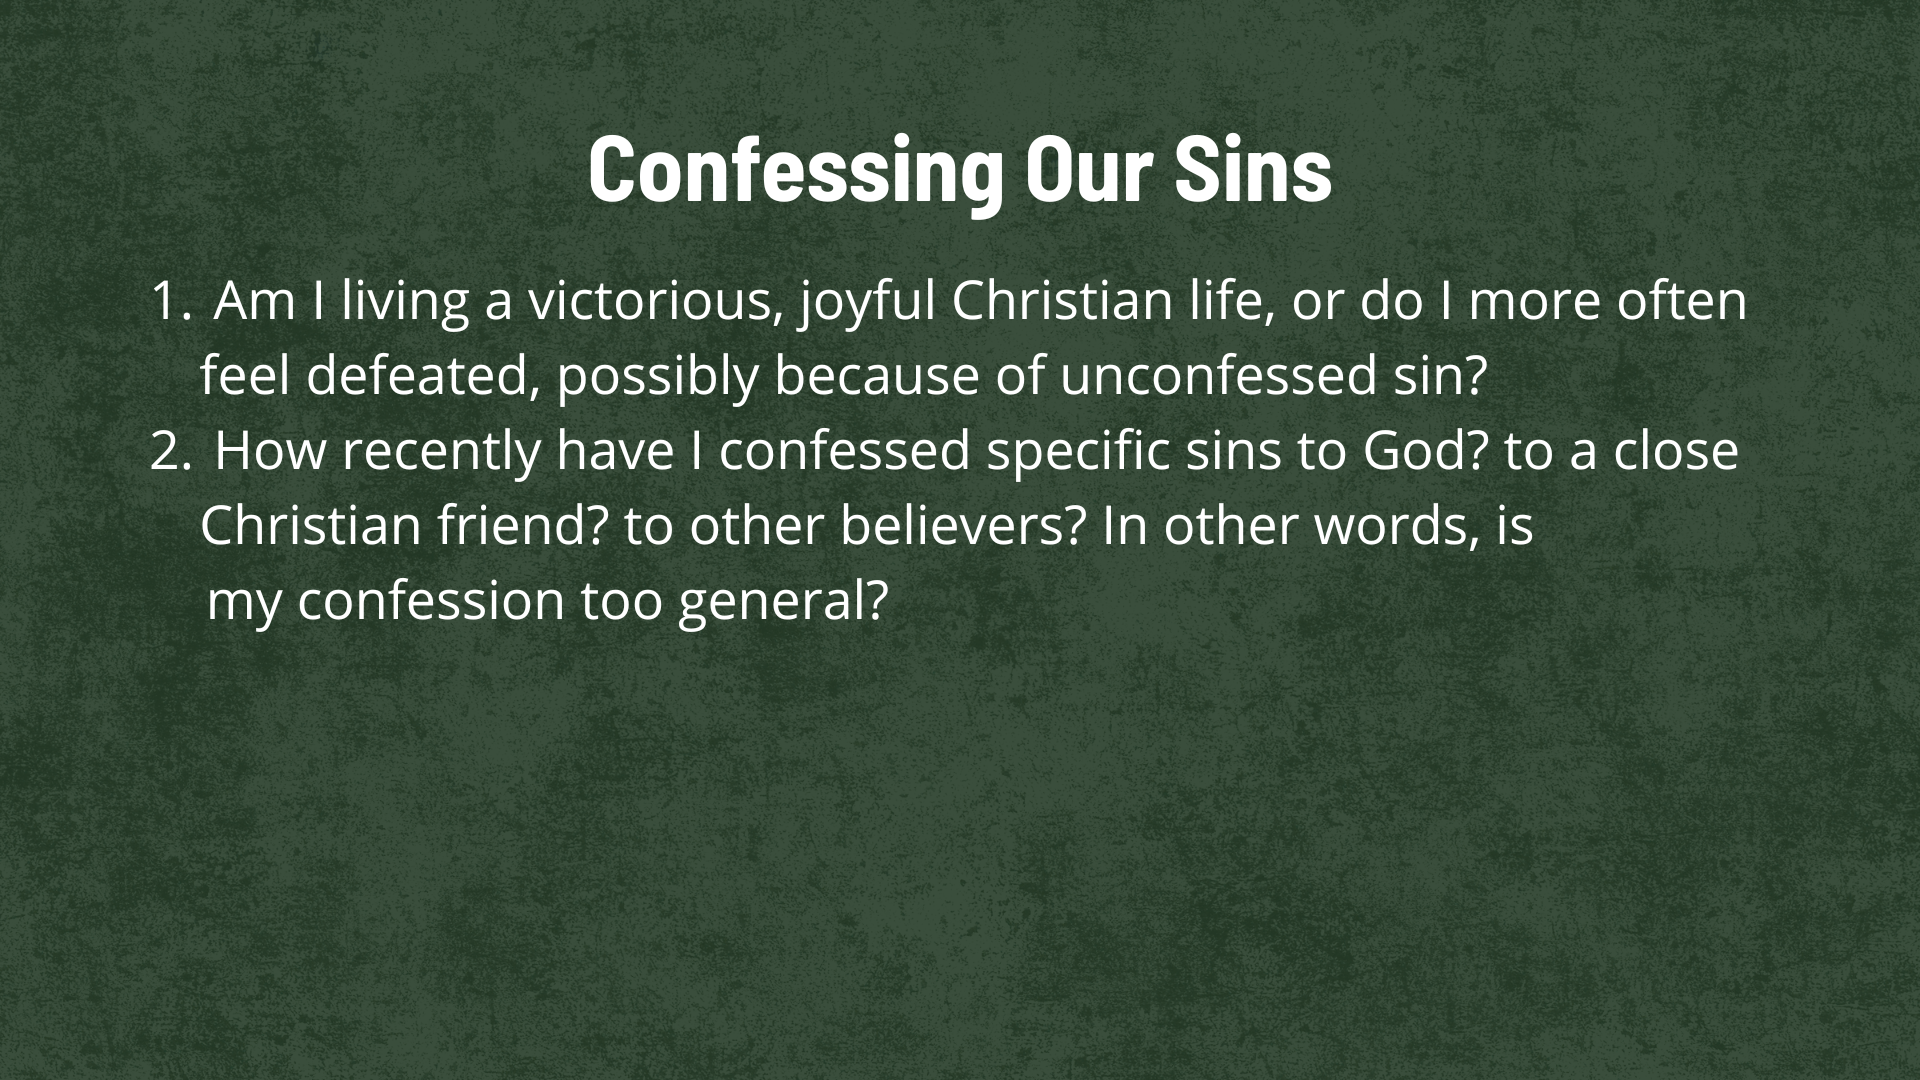 Confessing Our Sins
1. Am I living a victorious, joyful Christian life, or do I more often
feel defeated, possibly because of unconfessed sin?
2. How recently have I confessed specific sins to God? to a close
Christian friend? to other believers? In other words, is
my confession too general?